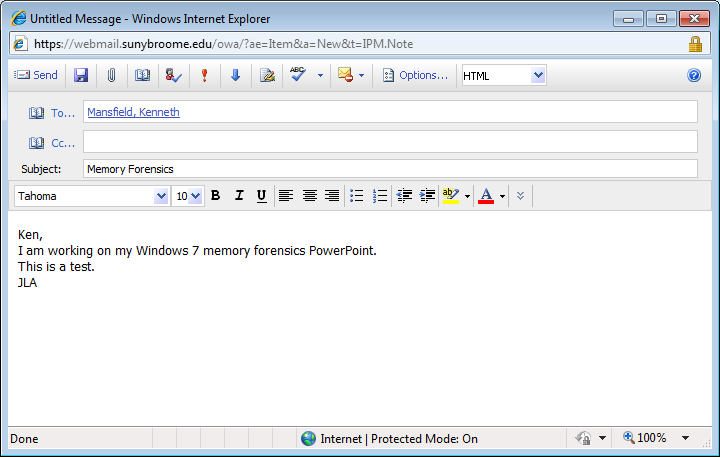 Untitled Message - Windows Internet Explorer
https://webmail.sunybroome.edu/owa/?ae=Item&a=New&t=IPM.Note
Send ABC Options... HTML
To... Mansfield, Kenneth
Cc...
Subject: Memory Forensics
Tahoma 10 B I U ab A
Ken,
I am working on my Windows 7 memory forensics PowerPoint.
This is a test.
JLA
Done Internet | Protected Mode: On 100%